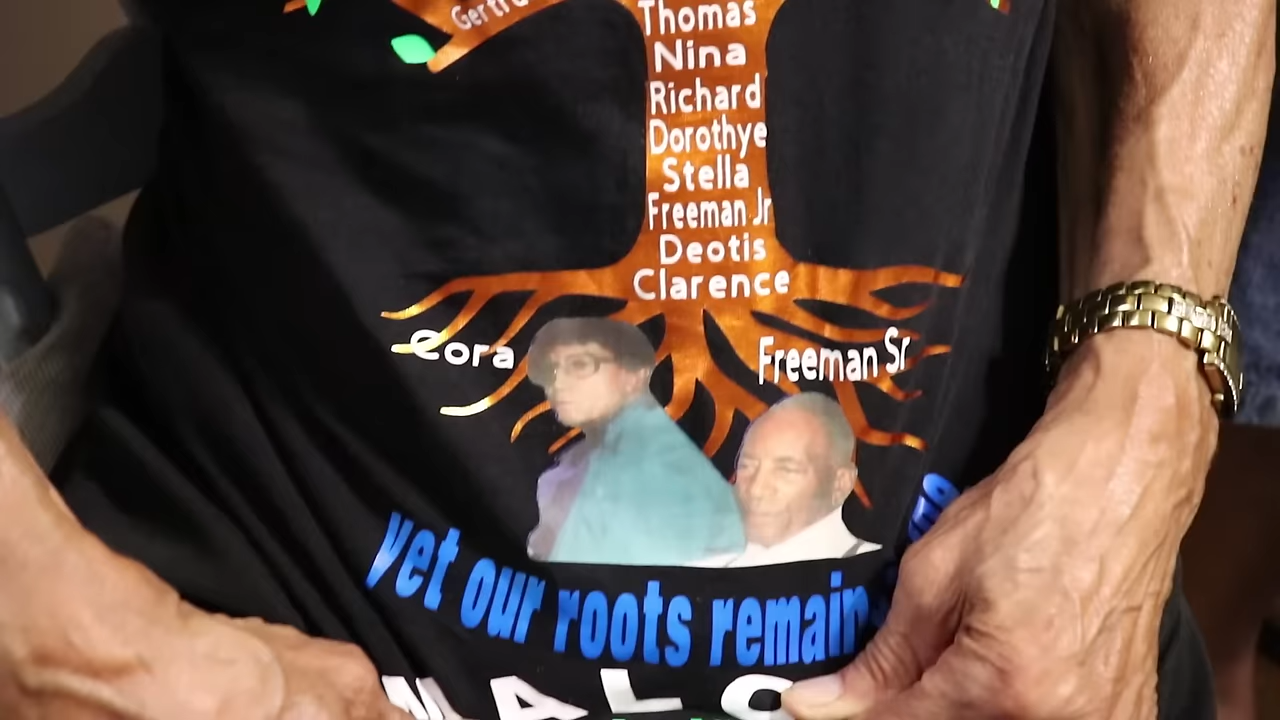 Thomas
Nina
Richard
Dorothye
Stella
Freeman Jr
Deotis
Clarence
Cora
Freeman Sr
yet our roots remain